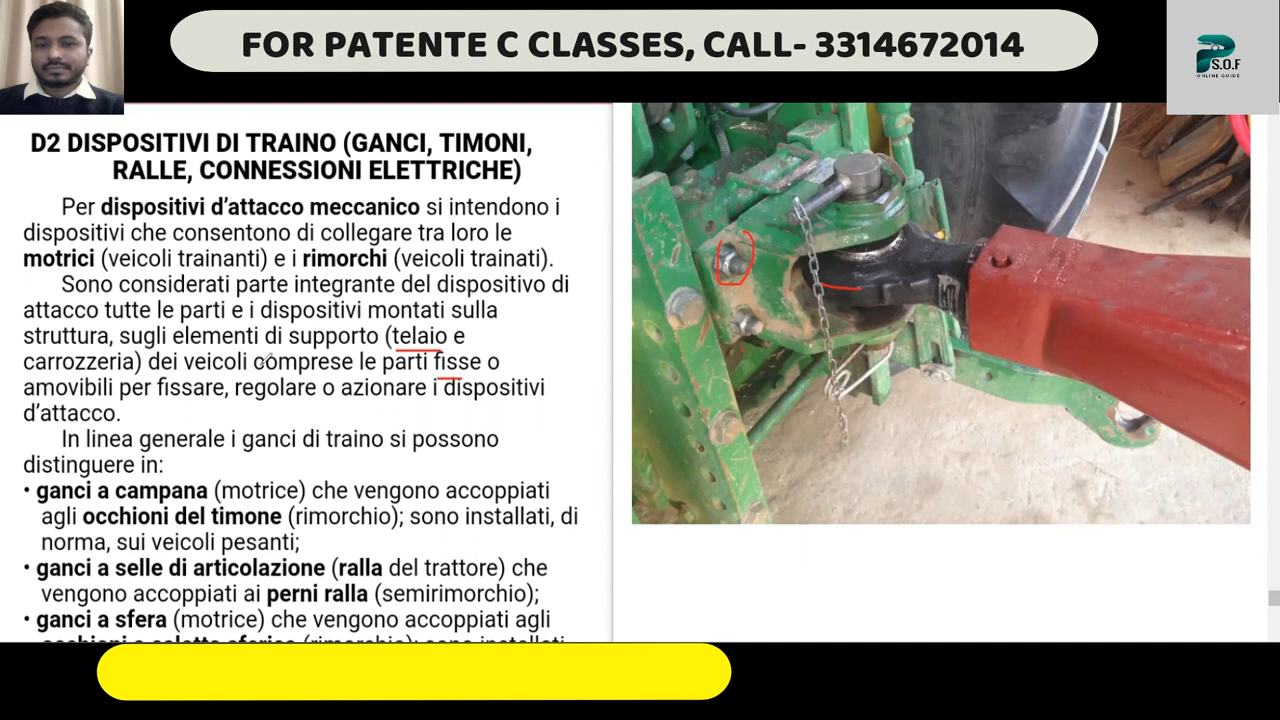 FOR PATENTE C CLASSES, CALL- 3314672014
S.O.F
ONLINE GUIDE
D2 DISPOSITIVI DI TRAINO (GANCI, TIMONI,
RALLE, CONNESSIONI ELETTRICHE)
Per dispositivi d'attacco meccanico si intendono i
dispositivi che consentono di collegare tra loro le
motrici (veicoli trainanti) e i rimorchi (veicoli trainati).
Sono considerati parte integrante del dispositivo di
attacco tutte le parti e i dispositivi montati sulla
struttura, sugli elementi di supporto (telaio e
carrozzeria) dei veicoli comprese le parti fisse o
amovibili per fissare, regolare o azionare i dispositivi
d'attacco.
In linea generale i ganci di traino si possono
distinguere in:
• ganci a campana (motrice) che vengono accoppiati
agli occhioni del timone (rimorchio); sono installati, di
norma, sui veicoli pesanti;
• ganci a selle di articolazione (ralla del trattore) che
vengono accoppiati ai perni ralla (semirimorchio);
• ganci a sfera (motrice) che vengono accoppiati agli